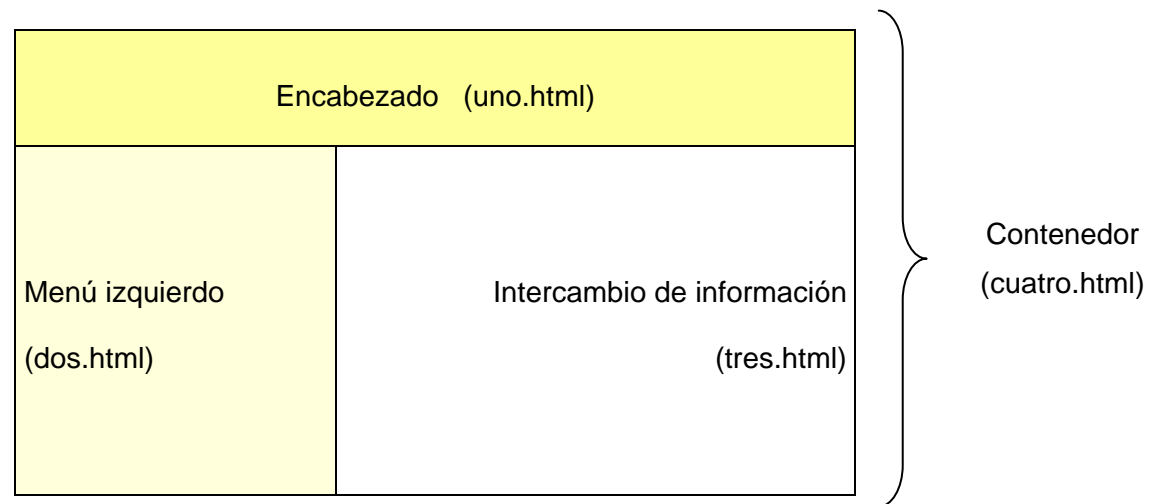 Encabezado (uno.html)
Menú izquierdo
(dos.html)
Intercambio de información
(tres.html)
Contenedor
(cuatro.html)